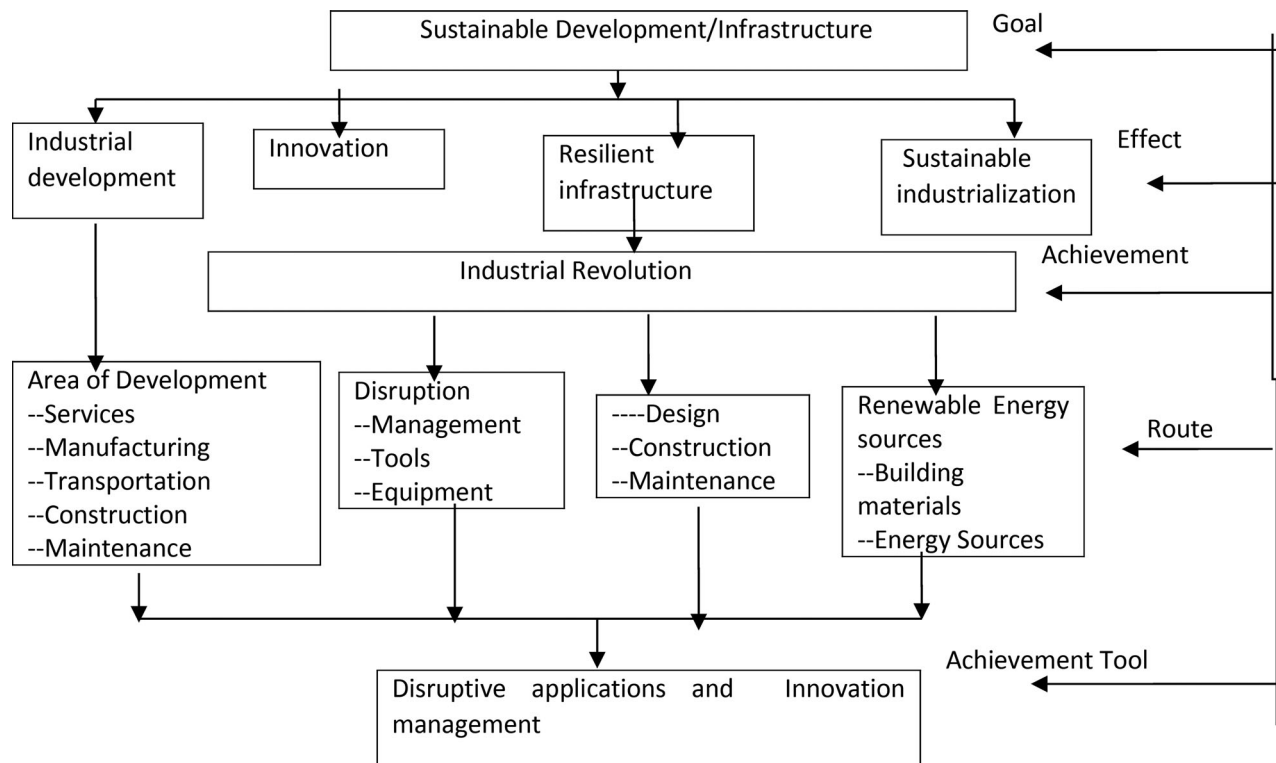 Sustainable Development/Infrastructure
Goal
Industrial
development
Innovation
Resilient
infrastructure
Sustainable
industrialization
Effect
Industrial Revolution
Achievement
Area of Development
--Services
--Manufacturing
--Transportation
--Construction
--Maintenance
Disruption
--Management
--Tools
--Equipment
----Design
--Construction
--Maintenance
Renewable Energy
sources
--Building
materials
--Energy Sources
Route
Achievement Tool
Disruptive applications and Innovation
management